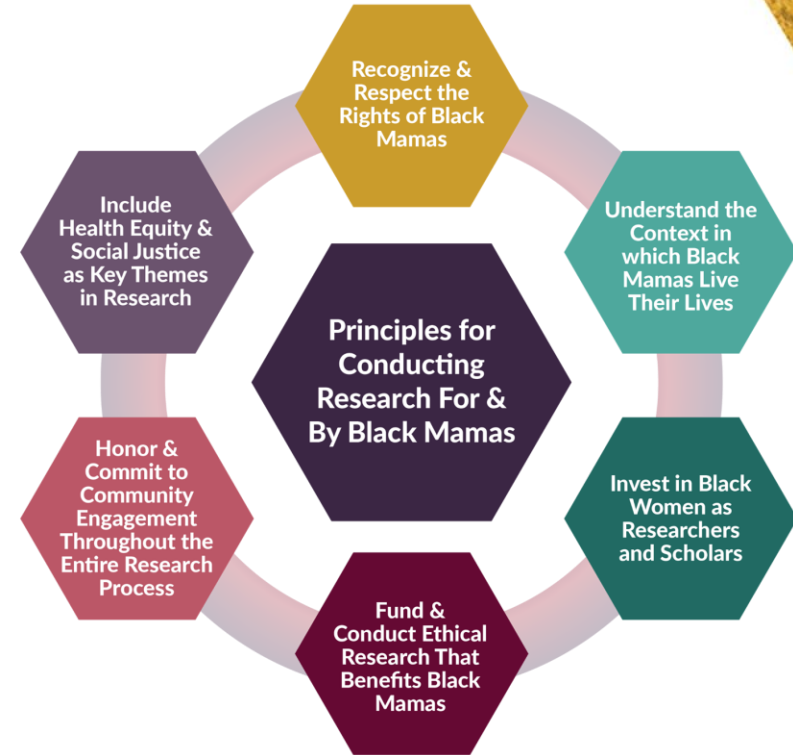 Recognize &
Respect the
Rights of Black
Mamas
Understand the
Context in
which Black
Mamas Live
Their Lives
Invest in Black
Women as
Researchers
and Scholars
Fund &
Conduct Ethical
Research That
Benefits Black
Mamas
Honor &
Commit to
Community
Engagement
Throughout the
Entire Research
Process
Include
Health Equity &
Social Justice
as Key Themes
in Research
Principles for
Conducting
Research For &
By Black Mamas